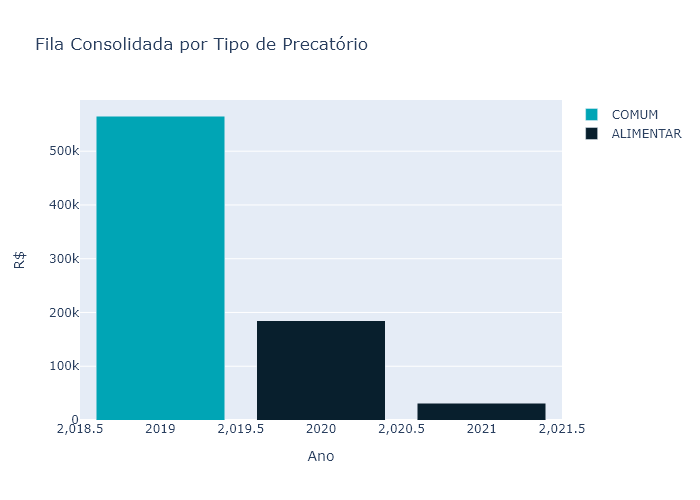 Fila Consolidada por Tipo de Precatório
COMUM
ALIMENTAR
500k
400k
300k
200k
100k
0
R$
2,018.5
2019
2,019.5
2020
2,020.5
2021
2,021.5
Ano